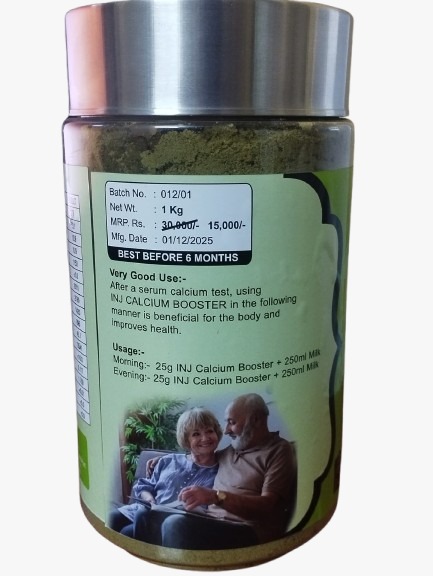 Batch No. : 012/01
Net Wt. : 1 Kg
MRP. Rs. : 30,000/- 15,000/-
Mfg. Date : 01/12/2025
BEST BEFORE 6 MONTHS
Very Good Use:-
After a serum calcium test, using
INJ CALCIUM BOOSTER in the following
manner is beneficial for the body and
improves health.
Usage:-
Morning:- 25g INJ Calcium Booster + 250ml Milk
Evening:- 25g INJ Calcium Booster + 250ml Milk